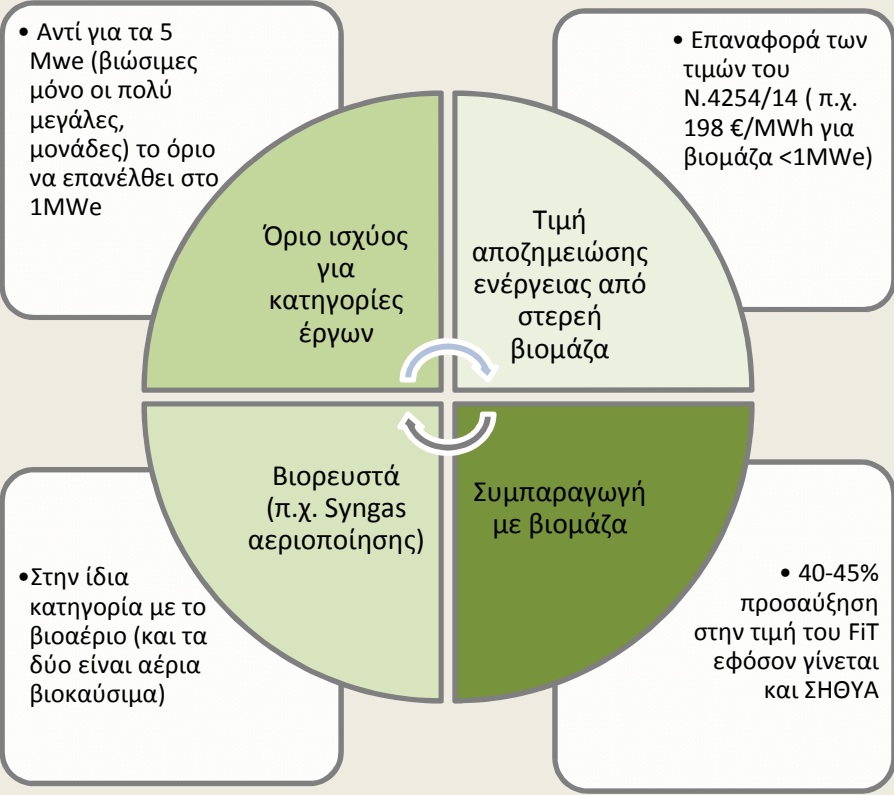 • Αντί για τα 5
Mwe (βιώσιμες
μόνο οι πολύ
μεγάλες,
μονάδες) το όριο
να επανέλθει στο
1MWe
• Επαναφορά των
τιμών του
Ν.4254/14 ( π.χ.
198 €/MWh για
βιομάζα <1MWe)
Όριο ισχύος
για
κατηγορίες
έργων
Τιμή
αποζημειώσης
ενέργειας από
στερεή
βιομάζα
Βιορευστά
(π.χ. Syngas
αεριοποίησης)
Συμπαραγωγή
με βιομάζα
•Στην ίδια
κατηγορία με το
βιοαέριο (και τα
δύο είναι αέρια
βιοκαύσιμα)
• 40-45%
προσαύξηση
στην τιμή του FiT
εφόσον γίνεται
και ΣΗΘΥΑ